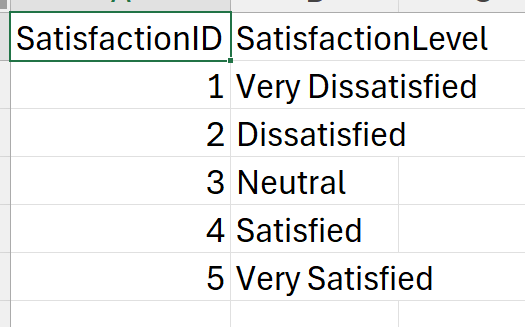 SatisfactionID SatisfactionLevel
1 Very Dissatisfied
2 Dissatisfied
3 Neutral
4 Satisfied
5 Very Satisfied